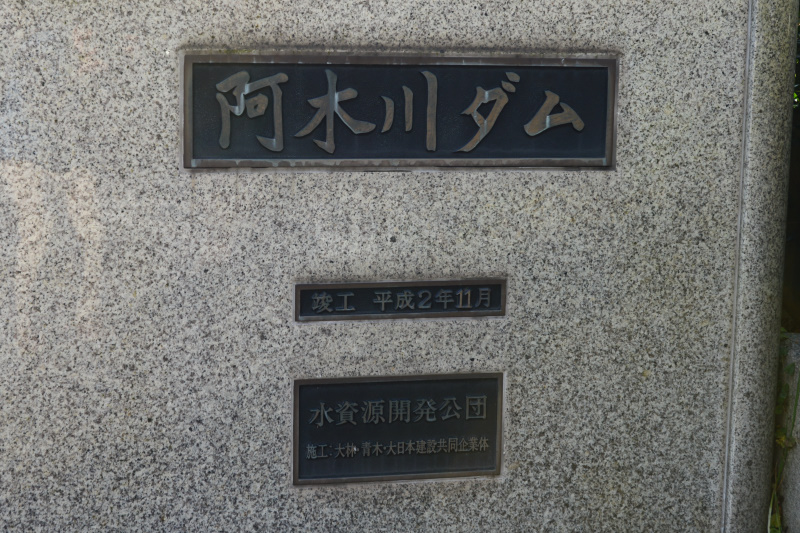 阿木川ダム
竣工 平成2年11月
水資源開発公団
施工:大林・青木・大日本建設共同企業体